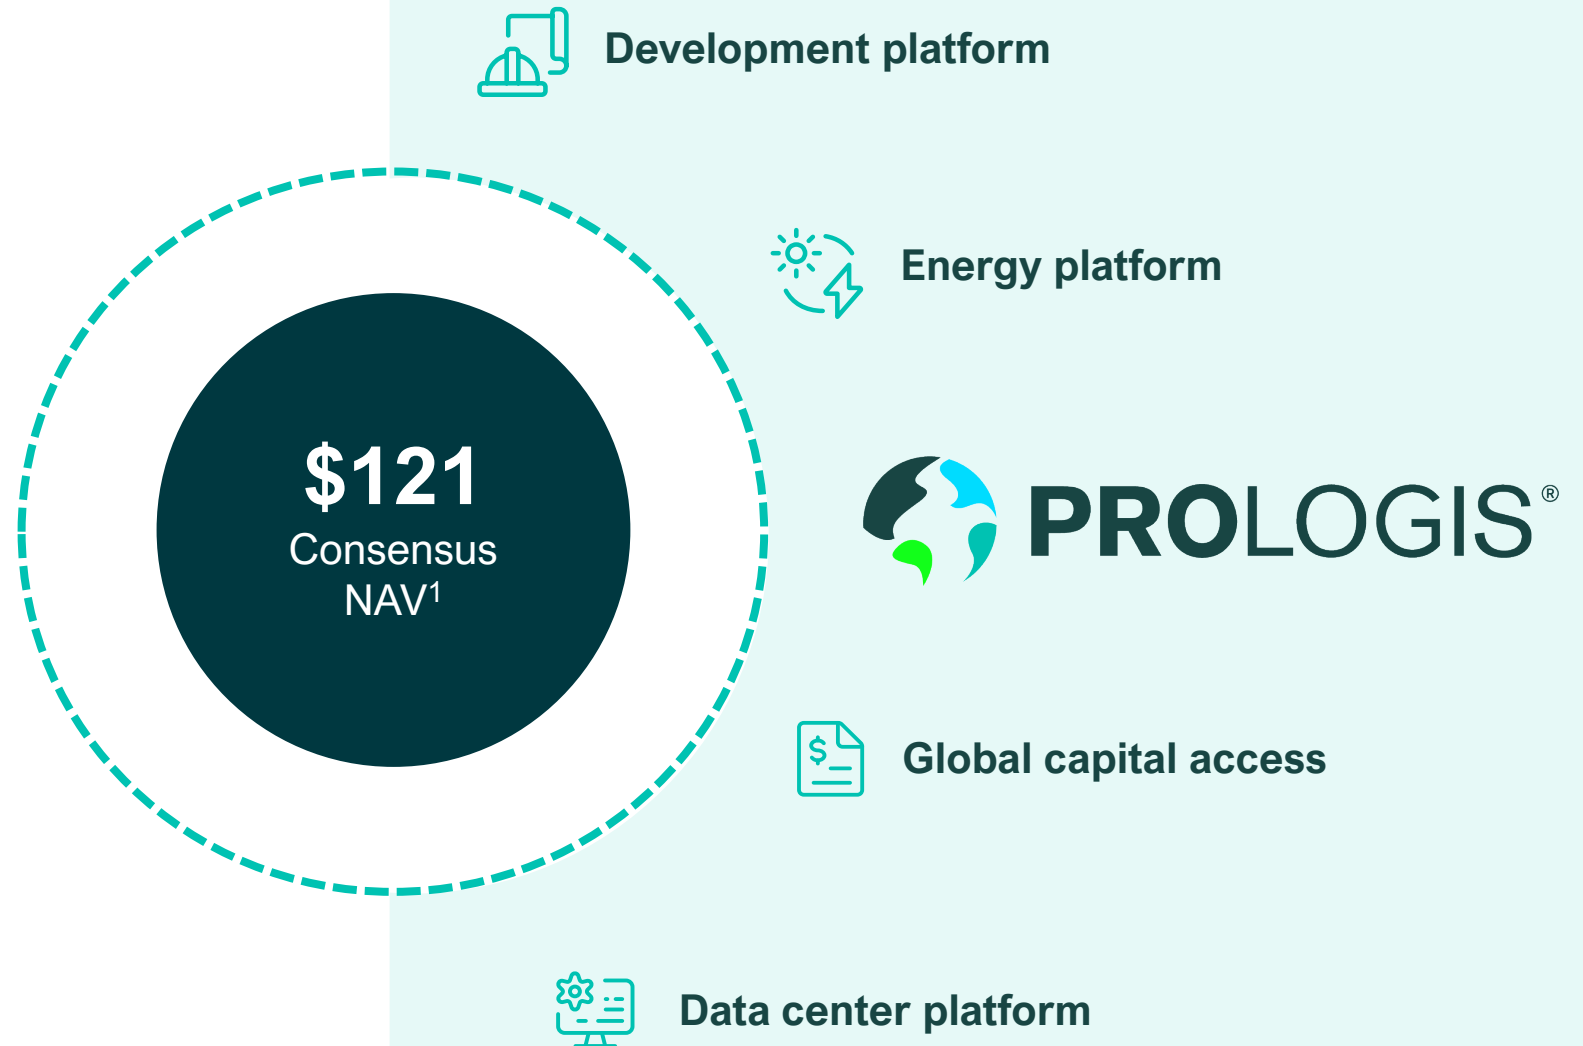 Development platform
Energy platform
$121
Consensus
NAV¹
PROLOGIS®
Global capital access
Data center platform